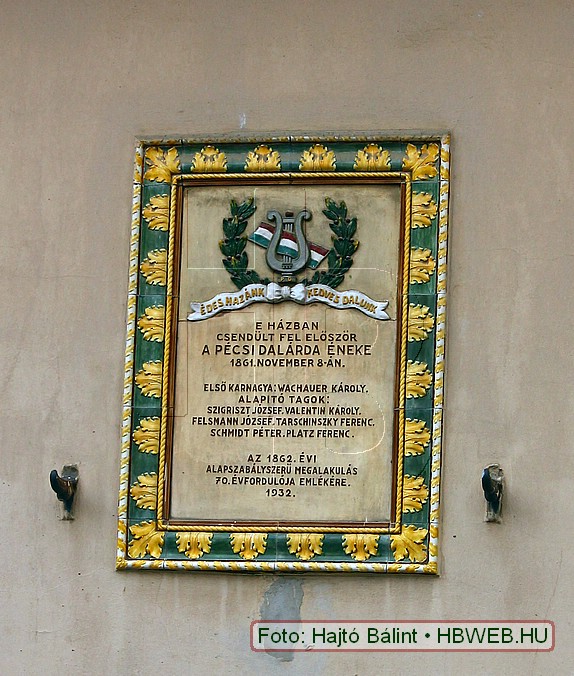 ÉDES HAZÁNK KEDVES DALUNK
E HÁZBAN
CSENDÜLT FEL ELŐSZÖR
A PÉCSI DALÁRDA ÉNEKE
1861. NOVEMBER 8-ÁN.
ELSŐ KARNAGYA: WACHAUER KÁROLY.
ALAPITÓ TAGOK:
SZIGRISZT JÓZSEF. VALENTIN KÁROLY.
FELSMANN JÓZSEF. TARSCHINSZKY FERENC.
SCHMIDT PÉTER. PLATZ FERENC.
AZ 1862. ÉVI
ALAPSZABÁLYSZERÜ MEGALAKULÁS
70. ÉVFORDULÓJA EMLÉKÉRE.
1932.
Foto: Hajtó Bálint • HBWEB.HU